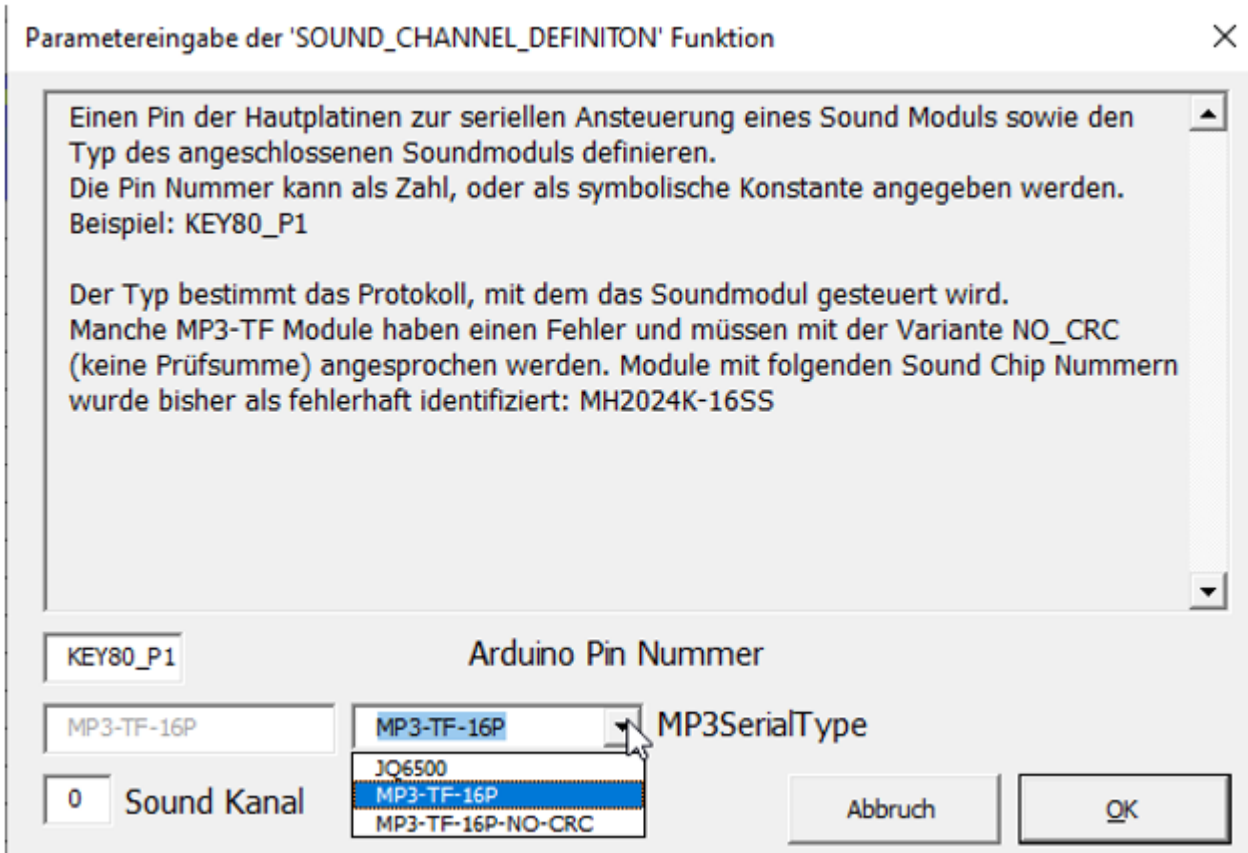 Parametereingabe der 'SOUND_CHANNEL_DEFINITON' Funktion
Einen Pin der Hautplatinen zur seriellen Ansteuerung eines Sound Moduls sowie den
Typ des angeschlossenen Soundmoduls definieren.
Die Pin Nummer kann als Zahl, oder als symbolische Konstante angegeben werden.
Beispiel: KEY80_P1
Der Typ bestimmt das Protokoll, mit dem das Soundmodul gesteuert wird.
Manche MP3-TF Module haben einen Fehler und müssen mit der Variante NO_CRC
(keine Prüfsumme) angesprochen werden. Module mit folgenden Sound Chip Nummern
wurde bisher als fehlerhaft identifiziert: MH2024K-16SS
KEY80_P1 Arduino Pin Nummer
MP3-TF-16P MP3-TF-16P MP3SerialType
JQ6500
MP3-TF-16P
MP3-TF-16P-NO-CRC
0 Sound Kanal
Abbruch OK